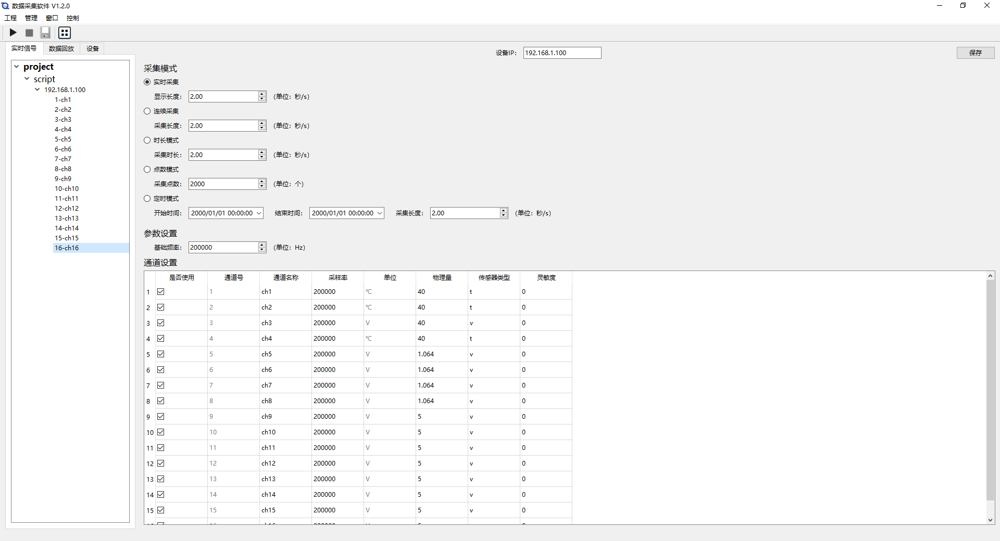 数据采集软件 V1.2.0
工程 管理 窗口 控制
实时信号 数据回放 设备
project
script
192.168.1.100
1-ch1
2-ch2
3-ch3
4-ch4
5-ch5
6-ch6
7-ch7
8-ch8
9-ch9
10-ch10
11-ch11
12-ch12
13-ch13
14-ch14
15-ch15
16-ch16
设备IP： 192.168.1.100 保存
采集模式
实时采集
显示长度： 2.00 (单位：秒/s)
连续采集
采集长度： 2.00 (单位：秒/s)
时长模式
采集时长： 2.00 (单位：秒/s)
点数模式
采集点数： 2000 (单位：个)
定时模式
开始时间： 2000/01/01 00:00:00 结束时间： 2000/01/01 00:00:00 采集长度： 2.00 (单位：秒/s)
参数设置
基础频率： 200000 (单位：Hz)
通道设置
是否使用 通道号 通道名称 采样率 单位 物理量 传感器类型 灵敏度
1 1 ch1 200000 ℃ 40 t 0
2 2 ch2 200000 ℃ 40 t 0
3 3 ch3 200000 V 40 v 0
4 4 ch4 200000 ℃ 40 t 0
5 5 ch5 200000 V 1.064 v 0
6 6 ch6 200000 V 1.064 v 0
7 7 ch7 200000 V 1.064 v 0
8 8 ch8 200000 V 1.064 v 0
9 9 ch9 200000 V 5 v 0
10 10 ch10 200000 V 5 v 0
11 11 ch11 200000 V 5 v 0
12 12 ch12 200000 V 5 v 0
13 13 ch13 200000 V 5 v 0
14 14 ch14 200000 V 5 v 0
15 15 ch15 200000 V 5 v 0